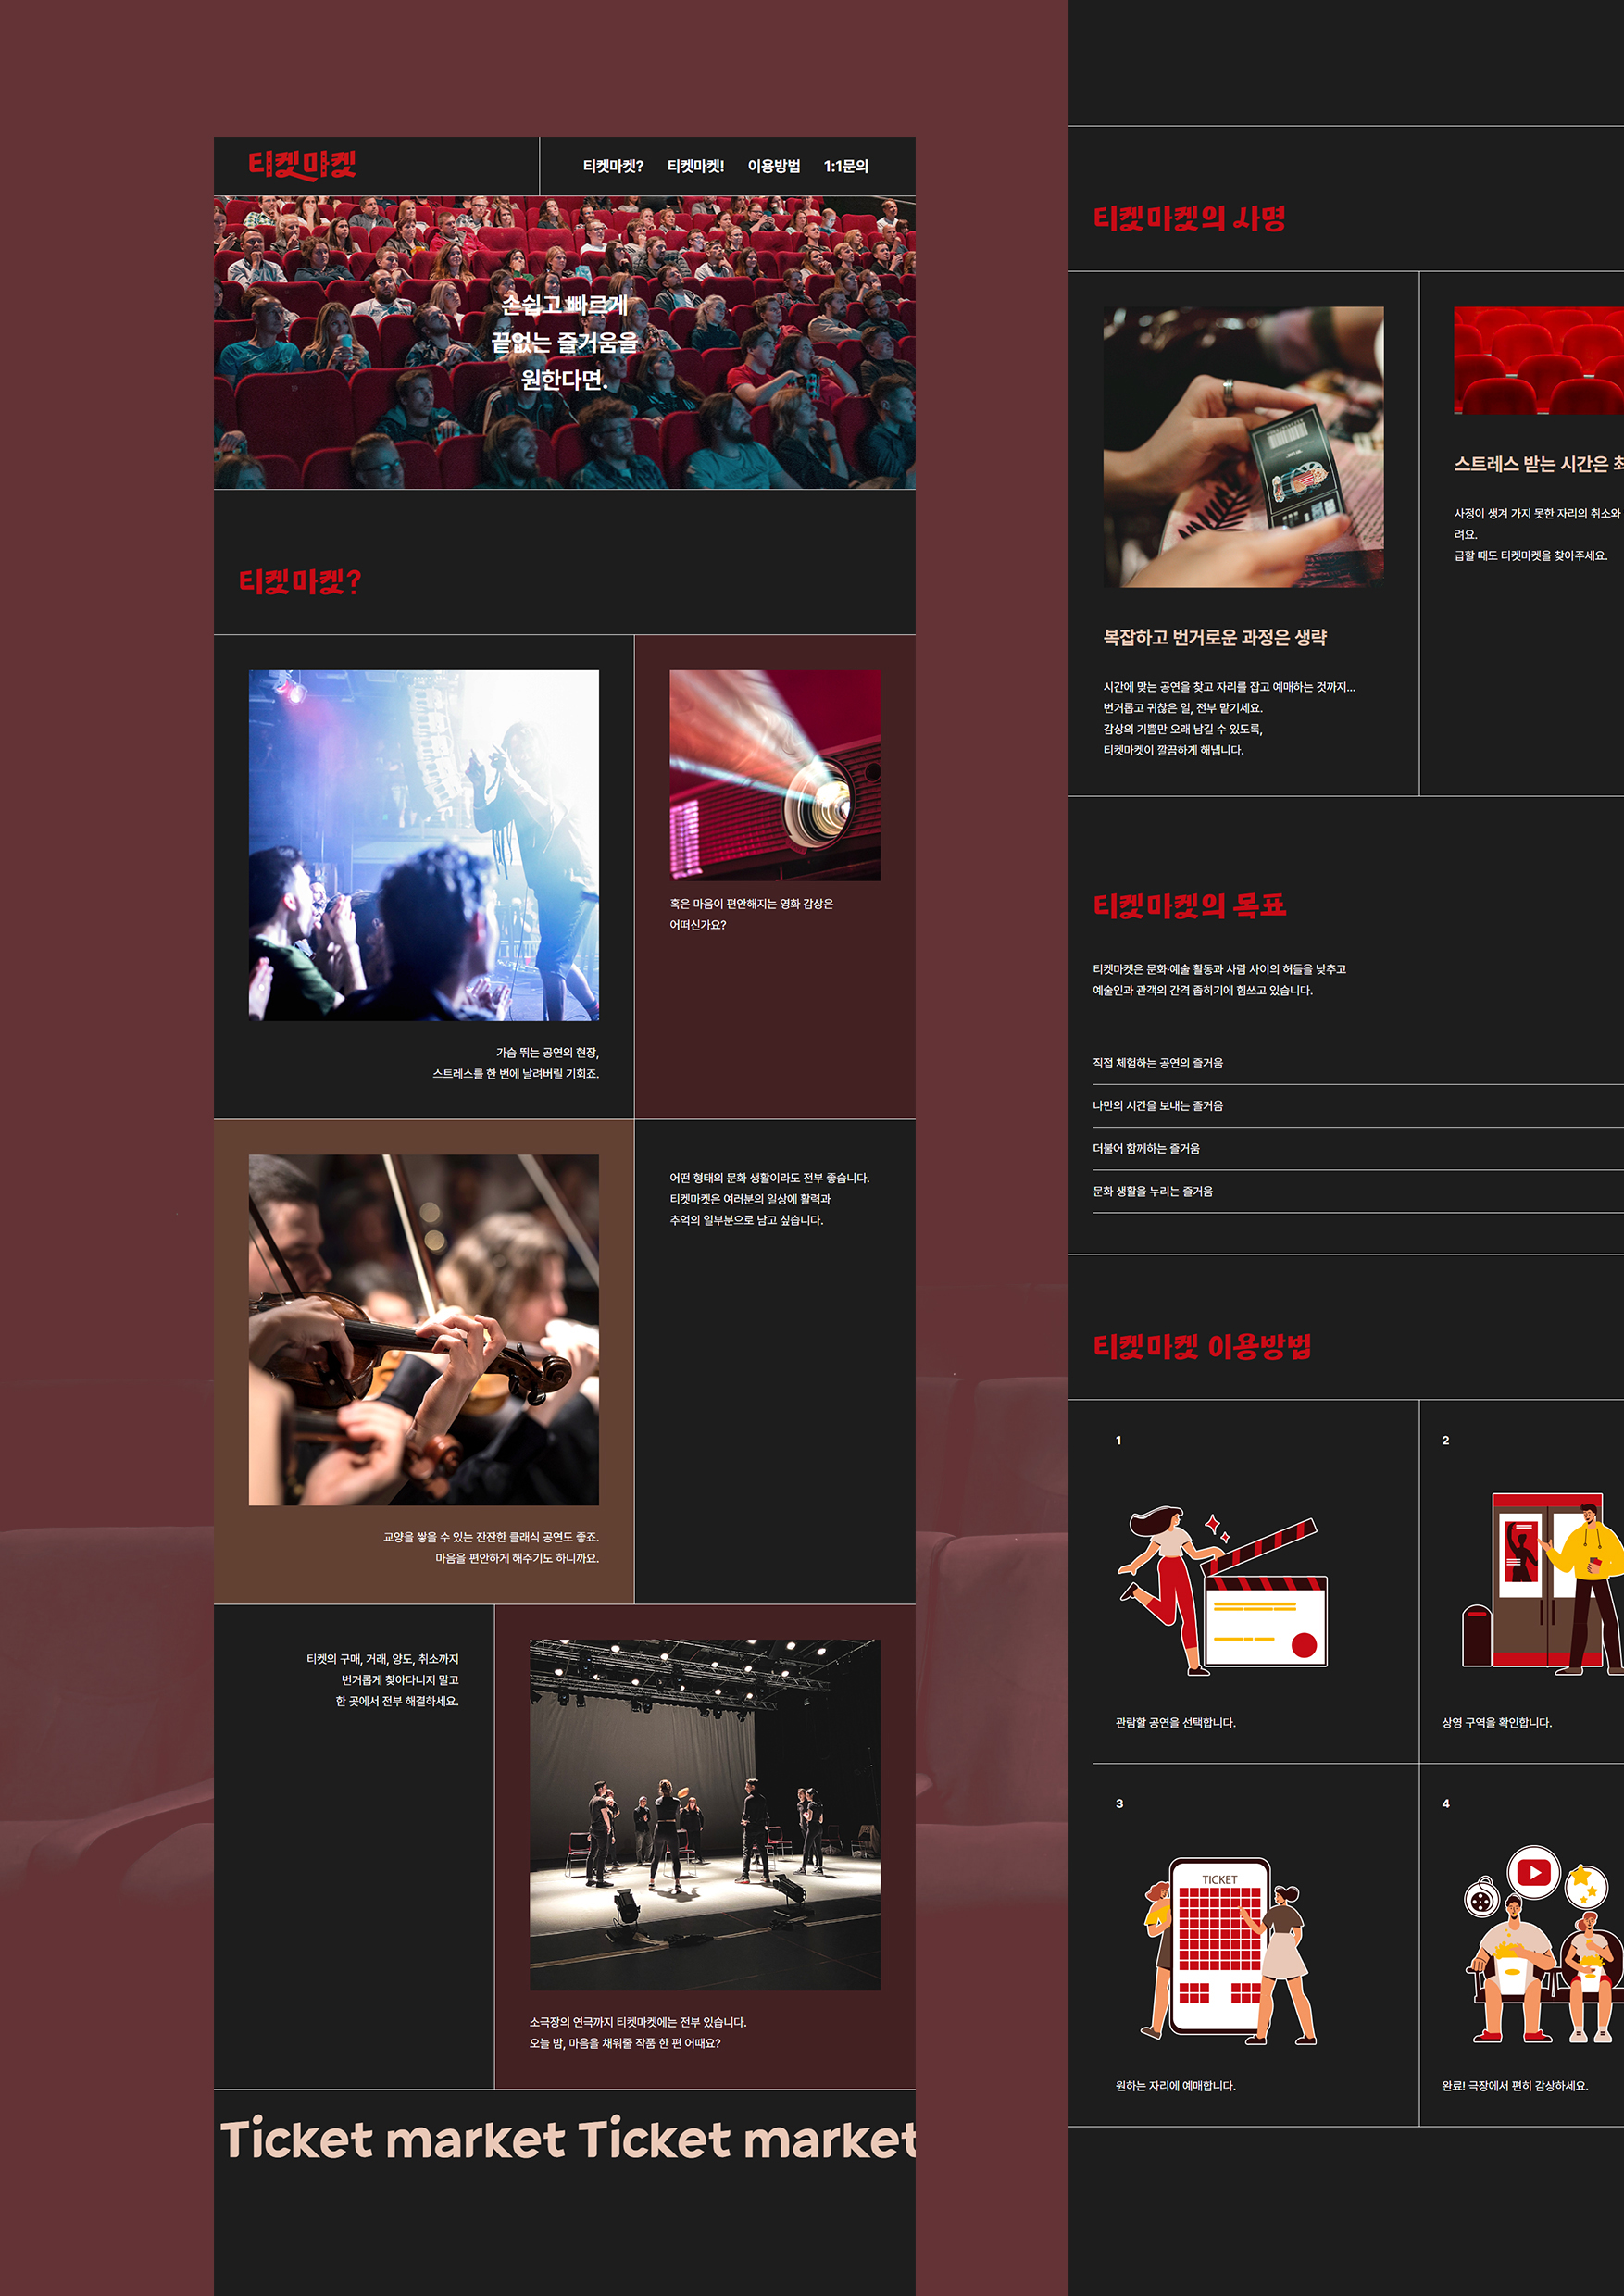 티켓마켓
티켓마켓? 티켓마켓! 이용방법 1:1문의
손쉽고 빠르게
끝없는 즐거움을
원한다면.
티켓마켓?
가슴 뛰는 공연의 현장,
스트레스를 한 번에 날려버릴 기회죠.
혹은 마음이 편안해지는 영화 감상은
어떠신가요?
교양을 쌓을 수 있는 잔잔한 클래식 공연도 좋죠.
마음을 편안하게 해주기도 하니까요.
어떤 형태의 문화 생활이라도 전부 좋습니다.
티켓마켓은 여러분의 일상에 활력과
추억의 일부분으로 남고 싶습니다.
티켓의 구매, 거래, 양도, 취소까지
번거롭게 찾아다니지 말고
한 곳에서 전부 해결하세요.
소극장의 연극까지 티켓마켓에는 전부 있습니다.
오늘 밤, 마음을 채워줄 작품 한 편 어때요?
Ticket market Ticket market
티켓마켓의 사명
복잡하고 번거로운 과정은 생략
시간에 맞는 공연을 찾고 자리를 잡고 예매하는 것까지...
번거롭고 귀찮은 일, 전부 맡기세요.
감상의 기쁨만 오래 남길 수 있도록,
티켓마켓이 깔끔하게 해냅니다.
스트레스 받는 시간은
사정이 생겨 가지 못한 자리의 취소와
려요.
급할 때도 티켓마켓을 찾아주세요.
티켓마켓의 목표
티켓마켓은 문화·예술 활동과 사람 사이의 허들을 낮추고
예술인과 관객의 간격 좁히기에 힘쓰고 있습니다.
직접 체험하는 공연의 즐거움
나만의 시간을 보내는 즐거움
더불어 함께하는 즐거움
문화 생활을 누리는 즐거움
티켓마켓 이용방법
1
관람할 공연을 선택합니다.
2
상영 구역을 확인합니다.
3
TICKET
원하는 자리에 예매합니다.
4
완료! 극장에서 편히 감상하세요.